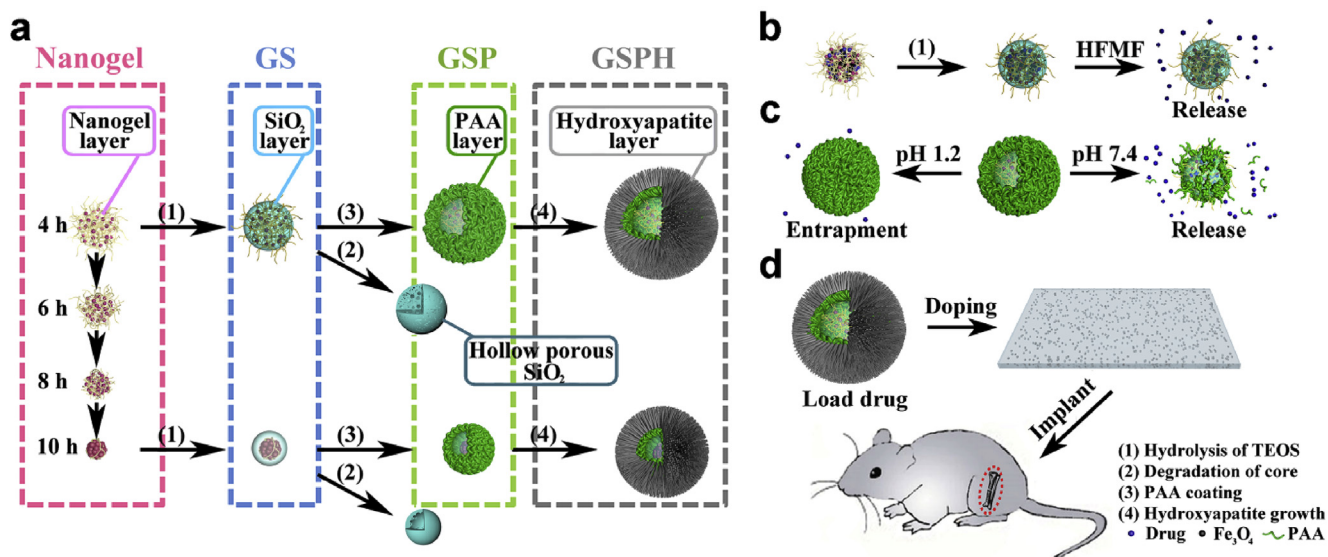 a
Nanogel
GS
GSP
GSPH
Nanogel
layer
SiO₂
layer
PAA
layer
Hydroxyapatite
layer
4 h
(1)
(3)
(4)
(2)
6 h
8 h
Hollow porous
SiO₂
10 h
(1)
(3)
(4)
(2)
b
(1)
HFMF
Release
c
pH 1.2
pH 7.4
Entrapment
Release
d
Doping
Load drug
Implant
(1) Hydrolysis of TEOS
(2) Degradation of core
(3) PAA coating
(4) Hydroxyapatite growth
Drug Fe₃O₄ PAA